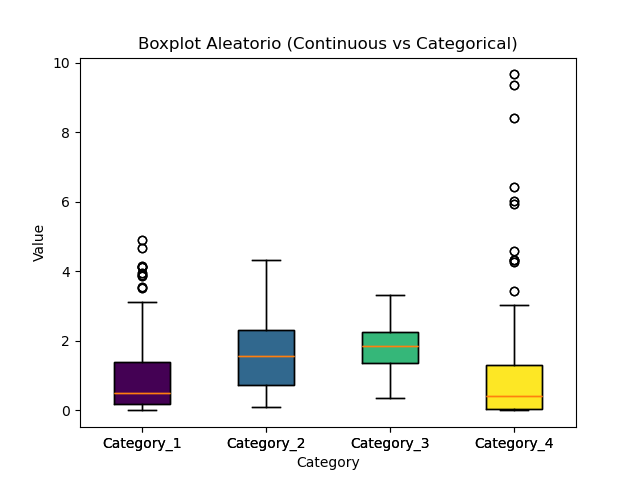 Boxplot Aleatorio (Continuous vs Categorical)
10
8
6
4
2
0
Value
Category_1 Category_2 Category_3 Category_4
Category